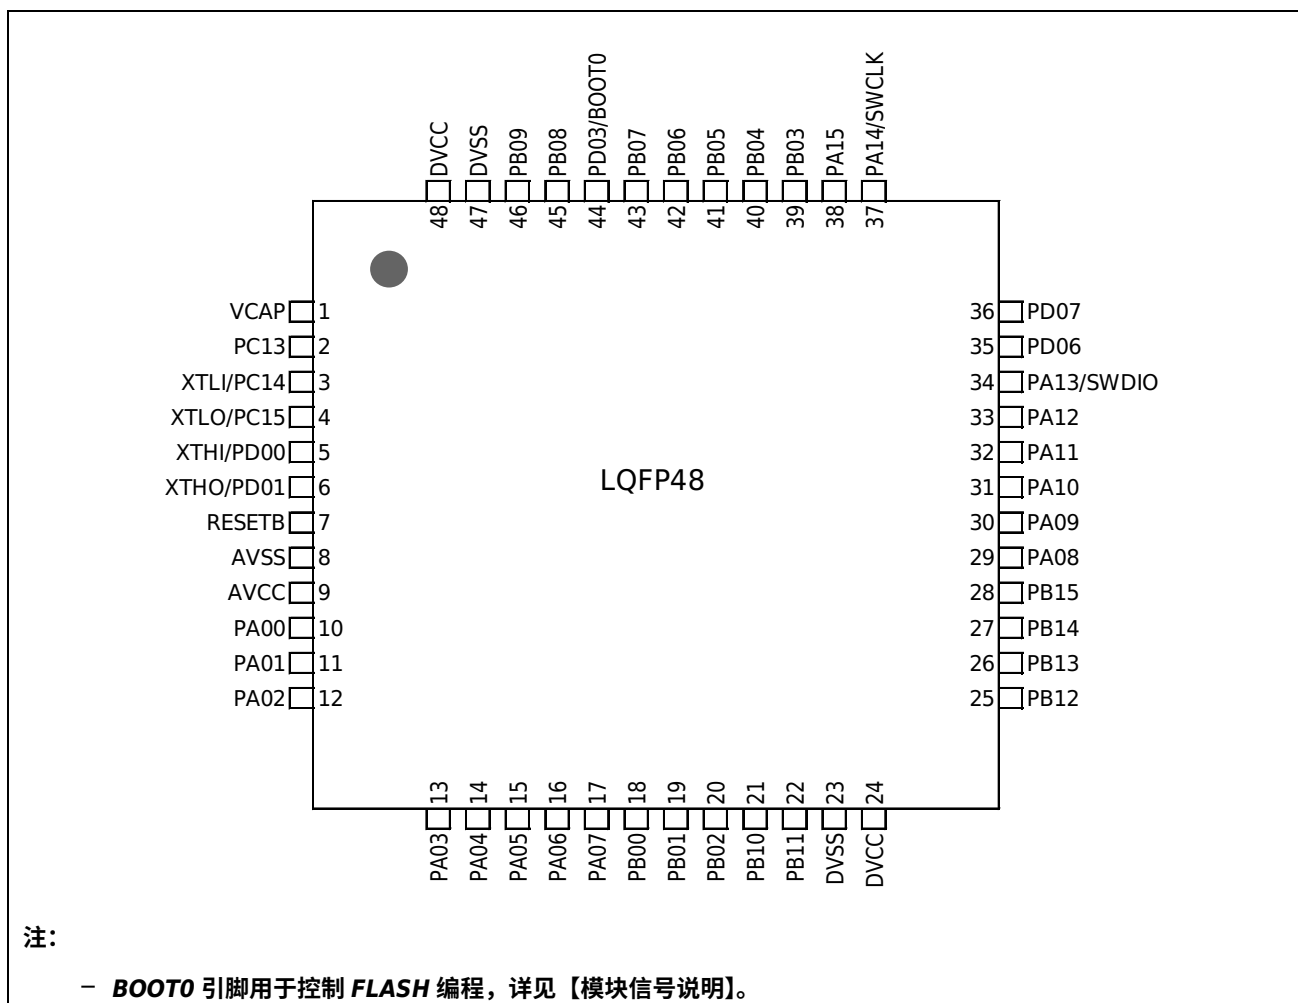 48 DVCC
47 DVSS
46 PB09
45 PB08
44 PD03/BOOT0
43 PB07
42 PB06
41 PB05
40 PB04
39 PB03
38 PA15
37 PA14/SWCLK
VCAP 1
PC13 2
XTLI/PC14 3
XTLO/PC15 4
XTHI/PD00 5
XTHO/PD01 6
RESETB 7
AVSS 8
AVCC 9
PA00 10
PA01 11
PA02 12
LQFP48
36 PD07
35 PD06
34 PA13/SWDIO
33 PA12
32 PA11
31 PA10
30 PA09
29 PA08
28 PB15
27 PB14
26 PB13
25 PB12
PA03 13
PA04 14
PA05 15
PA06 16
PA07 17
PB00 18
PB01 19
PB02 20
PB10 21
PB11 22
DVSS 23
DVCC 24
注：
– BOOT0 引脚用于控制 FLASH 编程，详见【模块信号说明】。